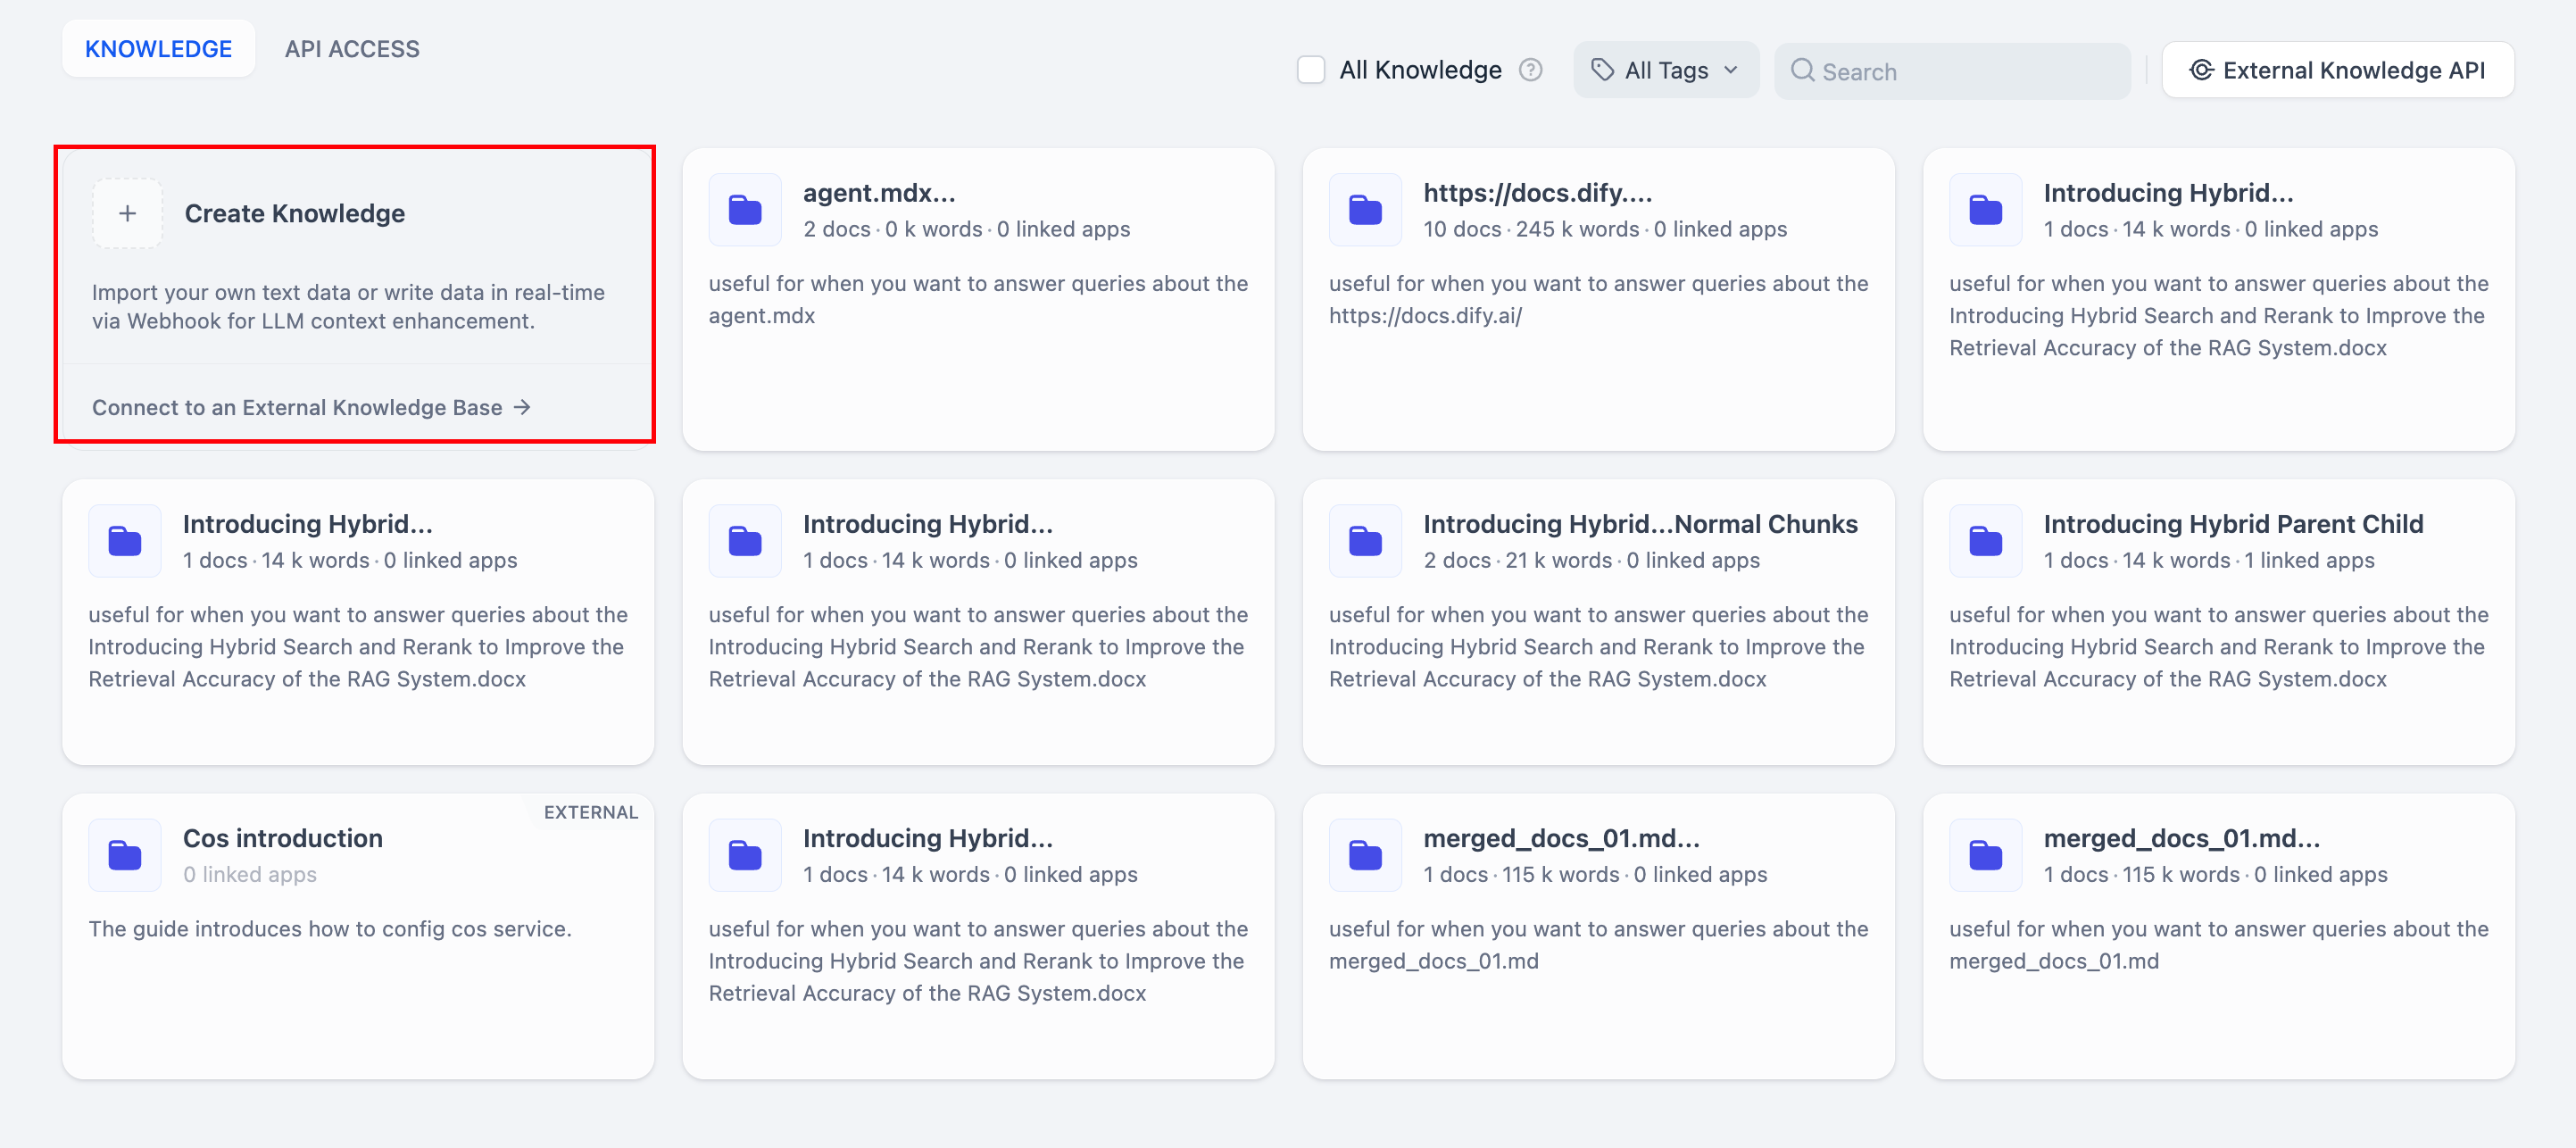 KNOWLEDGE
API ACCESS
All Knowledge
All Tags
Search
External Knowledge API
Create Knowledge
Import your own text data or write data in real-time
via Webhook for LLM context enhancement.
Connect to an External Knowledge Base →
agent.mdx...
2 docs · 0 k words · 0 linked apps
useful for when you want to answer queries about the
agent.mdx
https://docs.dify....
10 docs · 245 k words · 0 linked apps
useful for when you want to answer queries about the
https://docs.dify.ai/
Introducing Hybrid...
1 docs · 14 k words · 0 linked apps
useful for when you want to answer queries about the
Introducing Hybrid Search and Rerank to Improve the
Retrieval Accuracy of the RAG System.docx
Introducing Hybrid...
1 docs · 14 k words · 0 linked apps
useful for when you want to answer queries about the
Introducing Hybrid Search and Rerank to Improve the
Retrieval Accuracy of the RAG System.docx
Introducing Hybrid...
1 docs · 14 k words · 0 linked apps
useful for when you want to answer queries about the
Introducing Hybrid Search and Rerank to Improve the
Retrieval Accuracy of the RAG System.docx
Introducing Hybrid...Normal Chunks
2 docs · 21 k words · 0 linked apps
useful for when you want to answer queries about the
Introducing Hybrid Search and Rerank to Improve the
Retrieval Accuracy of the RAG System.docx
Introducing Hybrid Parent Child
1 docs · 14 k words · 1 linked apps
useful for when you want to answer queries about the
Introducing Hybrid Search and Rerank to Improve the
Retrieval Accuracy of the RAG System.docx
EXTERNAL
Cos introduction
0 linked apps
The guide introduces how to config cos service.
Introducing Hybrid...
1 docs · 14 k words · 0 linked apps
useful for when you want to answer queries about the
Introducing Hybrid Search and Rerank to Improve the
Retrieval Accuracy of the RAG System.docx
merged_docs_01.md...
1 docs · 115 k words · 0 linked apps
useful for when you want to answer queries about the
merged_docs_01.md
merged_docs_01.md...
1 docs · 115 k words · 0 linked apps
useful for when you want to answer queries about the
merged_docs_01.md